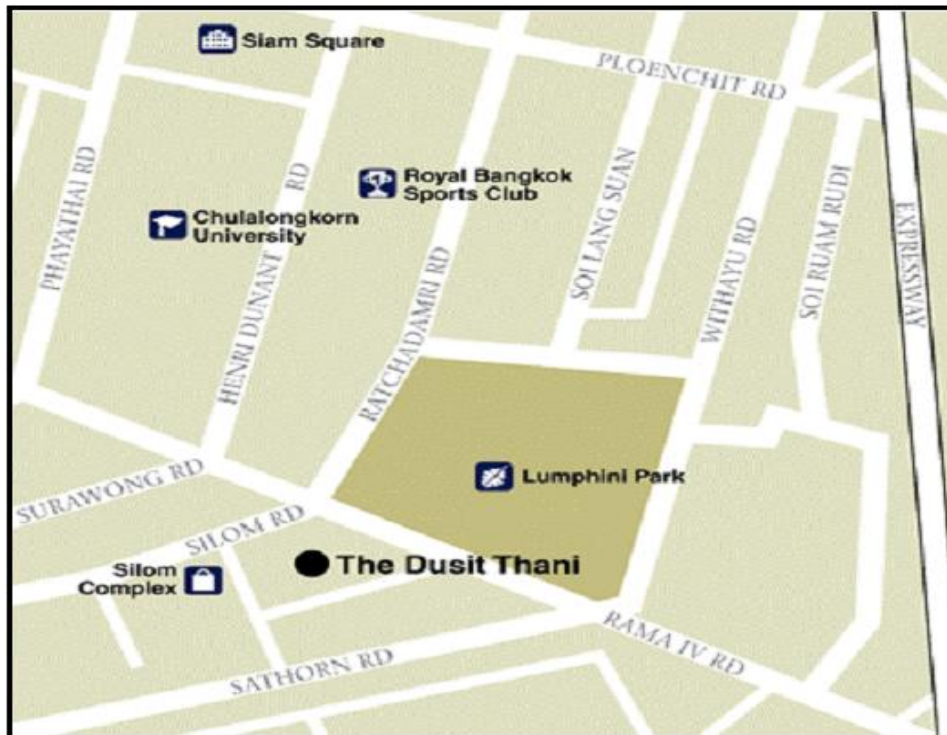 Siam Square
PLOENCHIT RD
PHAYATHAI RD
Royal Bangkok
Sports Club
Chulalongkorn
University
HENRI DUNANT RD
RATCHADAMRI RD
SOI LANG SUAN
WITHAYU RD
SOI RUAM RUDI
EXPRESSWAY
SURAWONG RD
Lumphini Park
SILOM RD
The Dusit Thani
Silom
Complex
RAMA IV RD
SATHORN RD